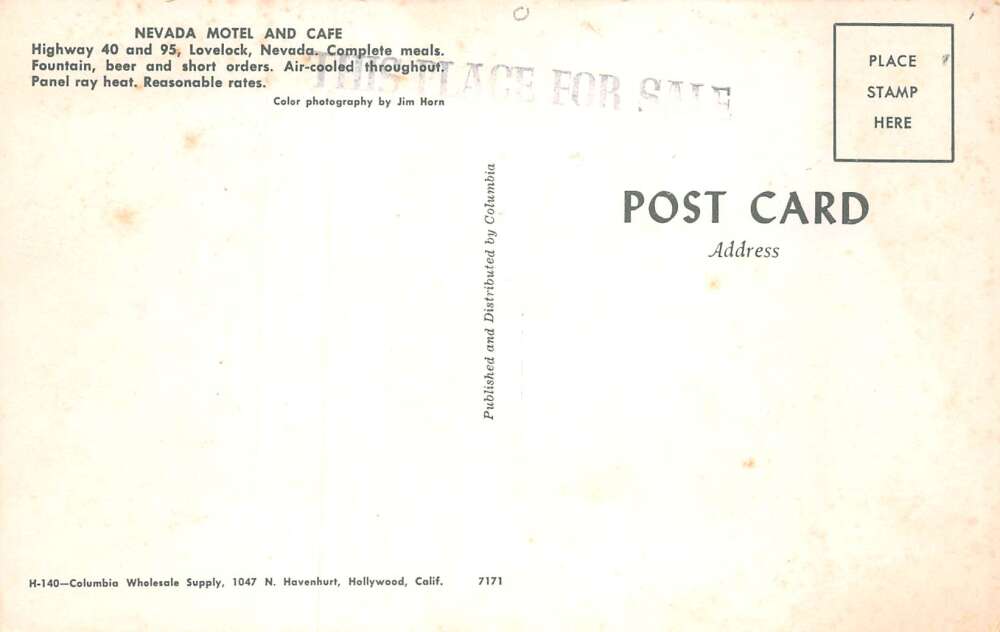 NEVADA MOTEL AND CAFE
Highway 40 and 95, Lovelock, Nevada. Complete meals.
Fountain, beer and short orders. Air-cooled throughout.
Panel ray heat. Reasonable rates.
Color photography by Jim Horn
THIS PLACE FOR SALE
PLACE
STAMP
HERE
POST CARD
Address
Published and Distributed by Columbia
H-140—Columbia Wholesale Supply, 1047 N. Havenhurt, Hollywood, Calif. 7171